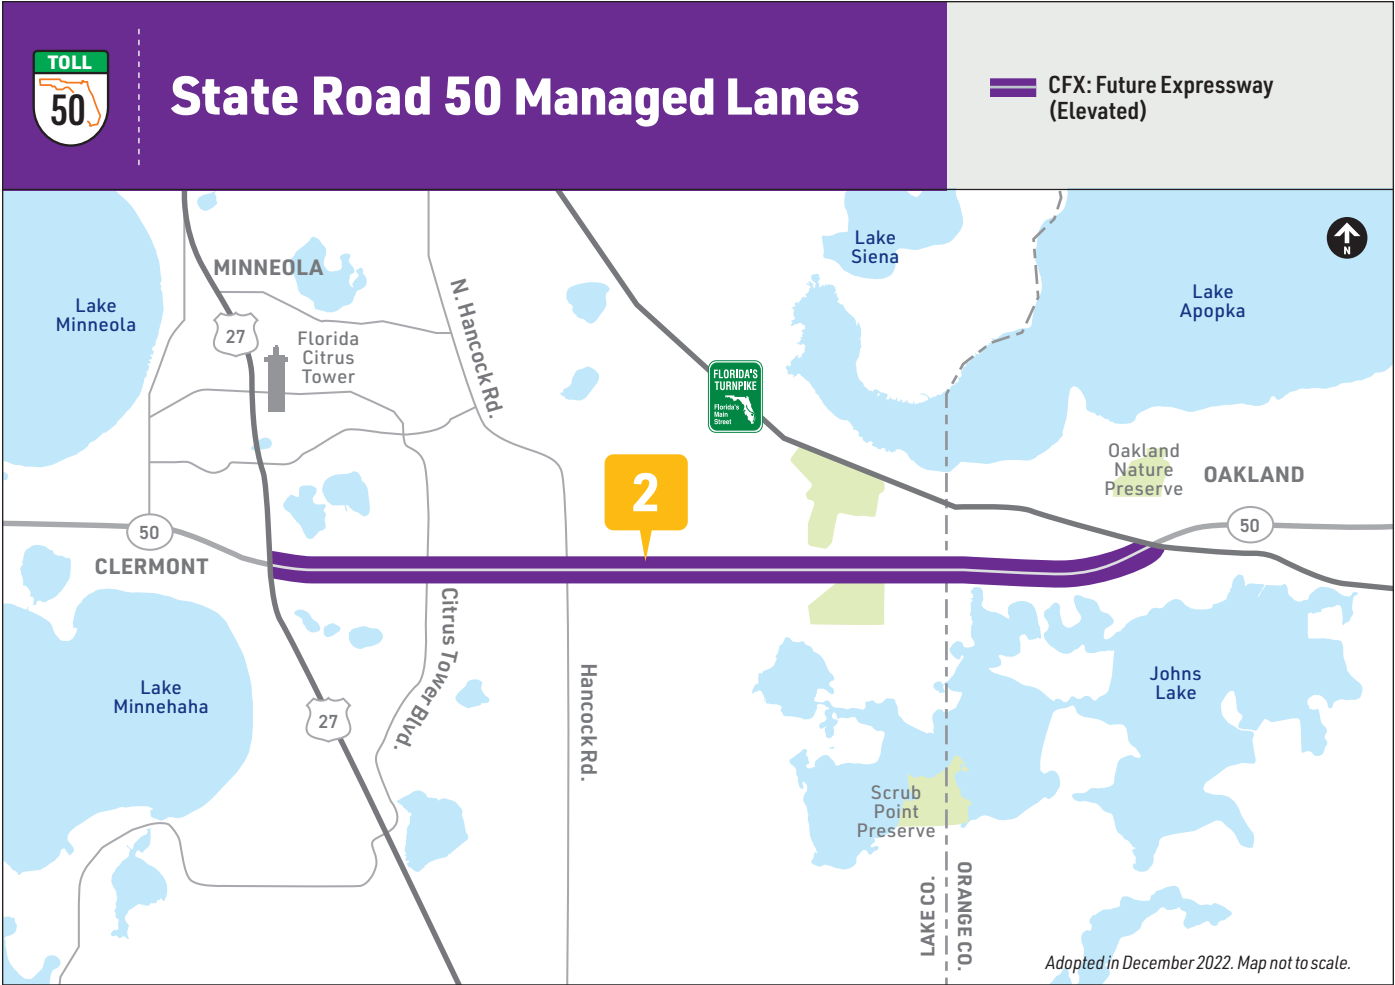 TOLL
50
State Road 50 Managed Lanes
CFX: Future Expressway
(Elevated)
Lake
Siena
N
MINNEOLA
Lake
Minneola
Lake
Apopka
27
Florida
Citrus
Tower
N. Hancock Rd.
FLORIDA'S
TURNPIKE
Florida's
Main
Street
Oakland
Nature
Preserve
OAKLAND
2
50
50
CLERMONT
Citrus Tower Blvd.
Hancock Rd.
Lake
Minnehaha
27
Johns
Lake
Scrub
Point
Preserve
LAKE CO.
ORANGE CO.
Adopted in December 2022. Map not to scale.